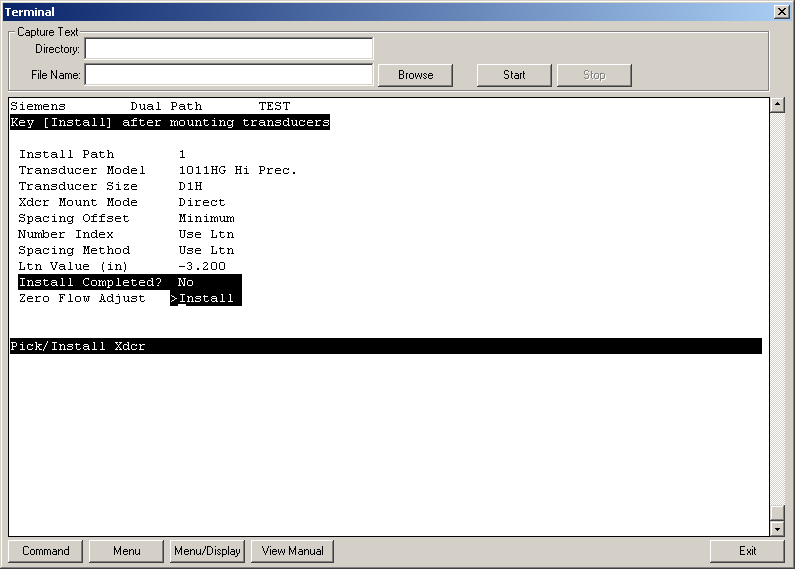 Terminal
Capture Text
Directory:
File Name:
Browse
Start
Stop
Siemens Dual Path TEST
Key [Install] after mounting transducers
Install Path 1
Transducer Model 1011HG Hi Prec.
Transducer Size D1H
Xdcr Mount Mode Direct
Spacing Offset Minimum
Number Index Use Ltn
Spacing Method Use Ltn
Ltn Value (in) -3.200
Install Completed? No
Zero Flow Adjust >Install
Pick/Install Xdcr
Command
Menu
Menu/Display
View Manual
Exit